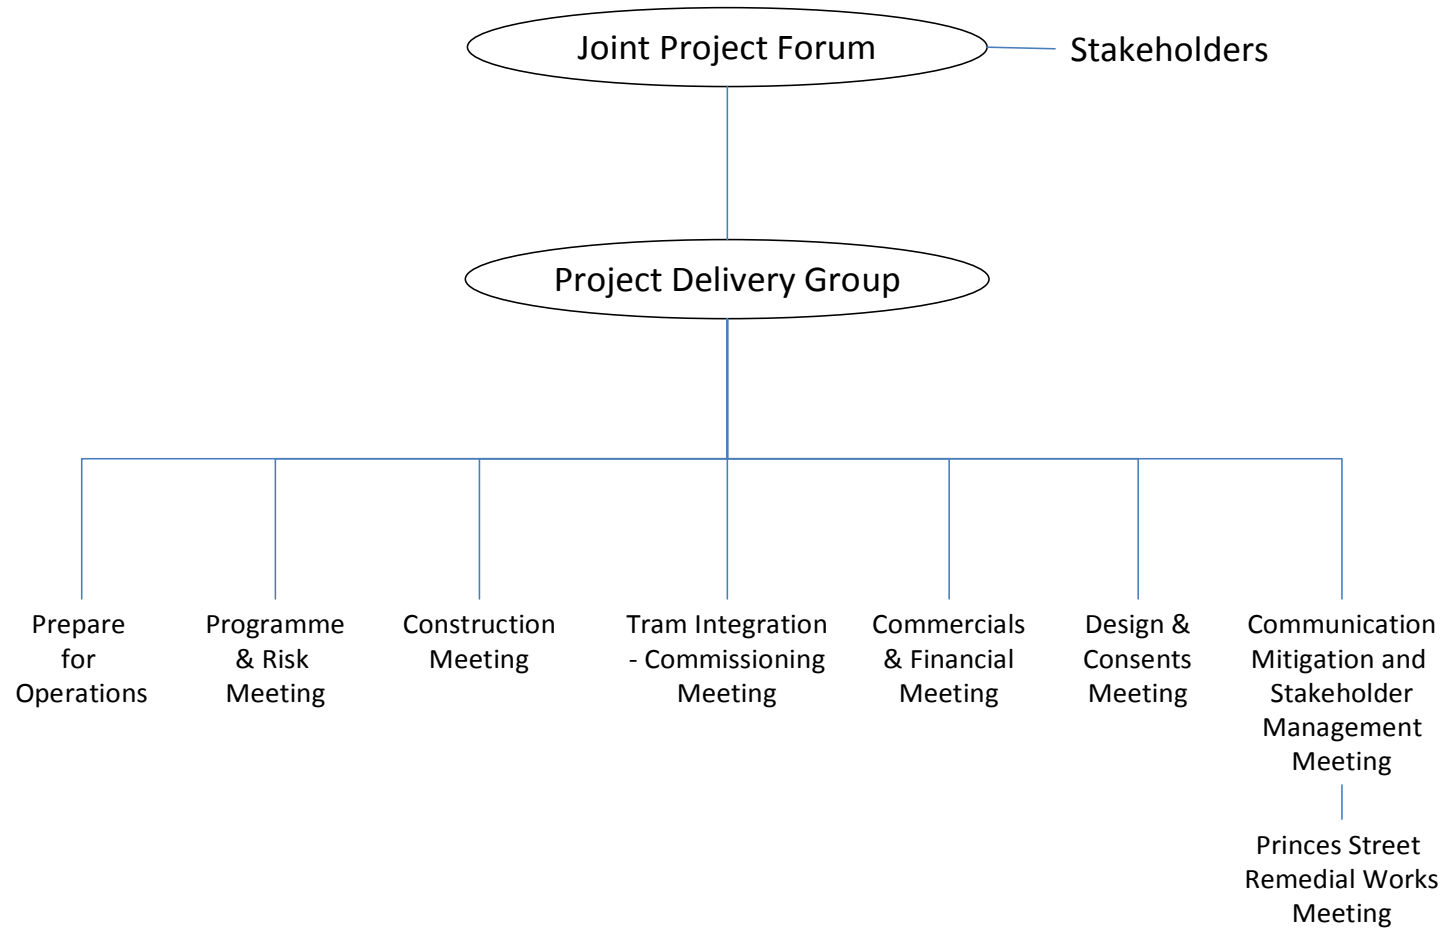 Joint Project Forum
Stakeholders
Project Delivery Group
Prepare
for
Operations
Programme
& Risk
Meeting
Construction
Meeting
Tram Integration
- Commissioning
Meeting
Commercials
& Financial
Meeting
Design &
Consents
Meeting
Communication
Mitigation and
Stakeholder
Management
Meeting
Princes Street
Remedial Works
Meeting